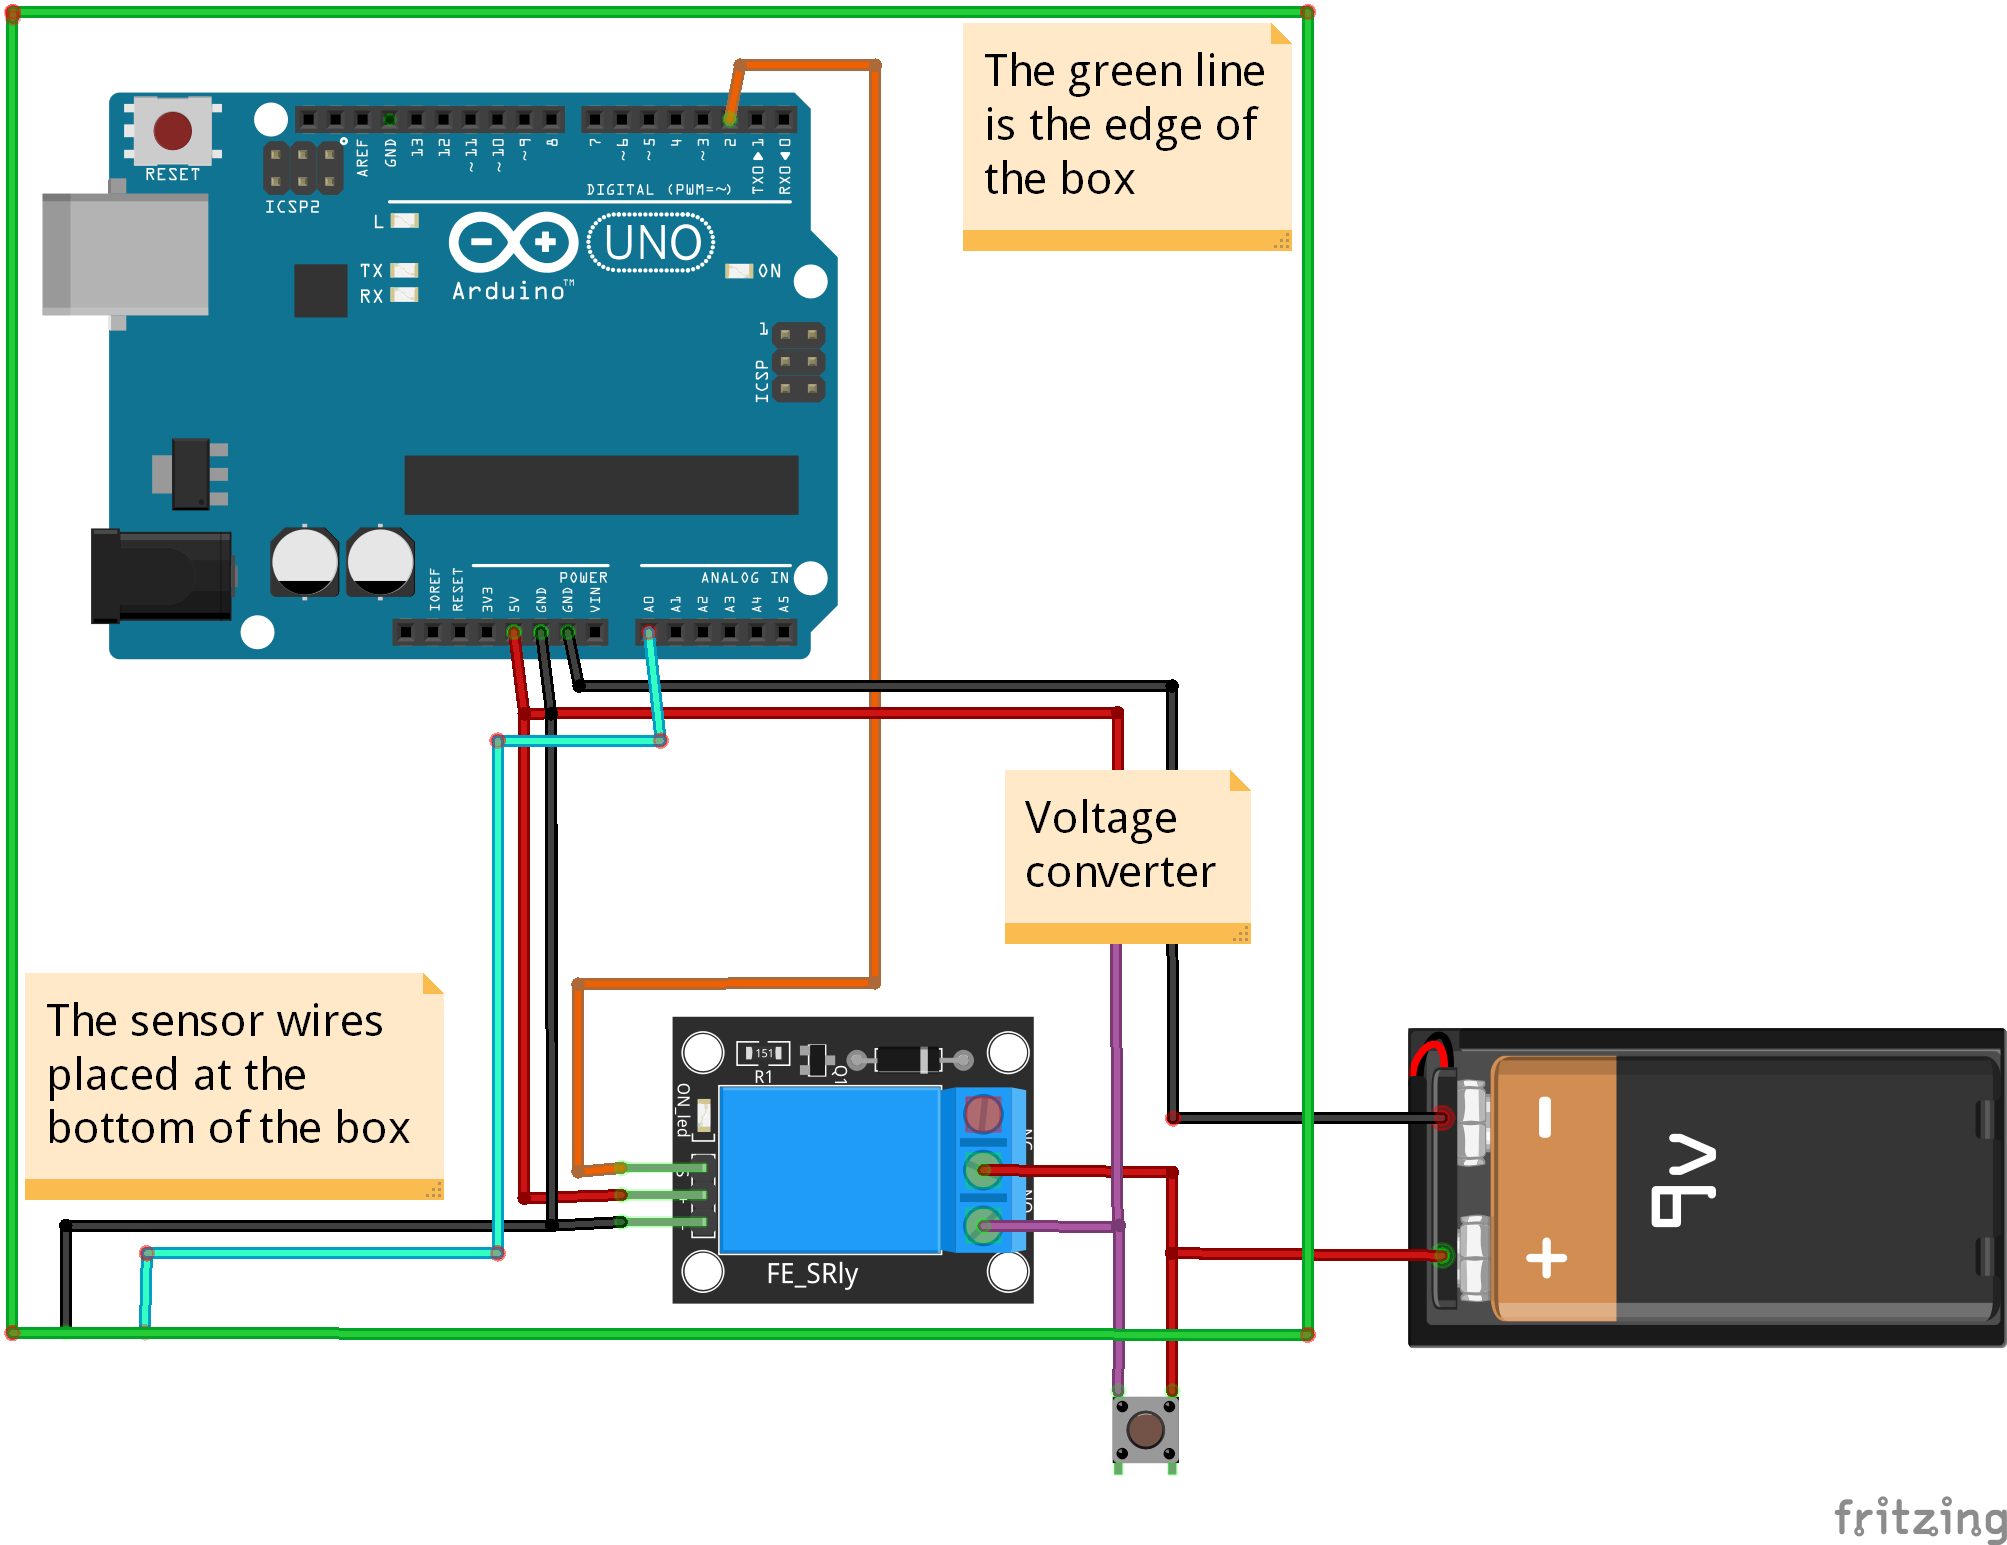 The green line
is the edge of
the box
RESET
ICSP2
AREF
GND
13
12
~11
~10
~9
8
7
~6
~5
4
~3
2
TX0▶1
RX0◀0
DIGITAL (PWM=~)
L
TX
RX
UNO
Arduino™
ON
1
ICSP
POWER
ANALOG IN
IOREF
RESET
3V3
5V
GND
GND
VIN
A0
A1
A2
A3
A4
A5
Voltage
converter
The sensor wires
placed at the
bottom of the box
151
R1
Q1
ON_led
S
+
NC
NO
FE_SRly
-
9v
+
fritzing